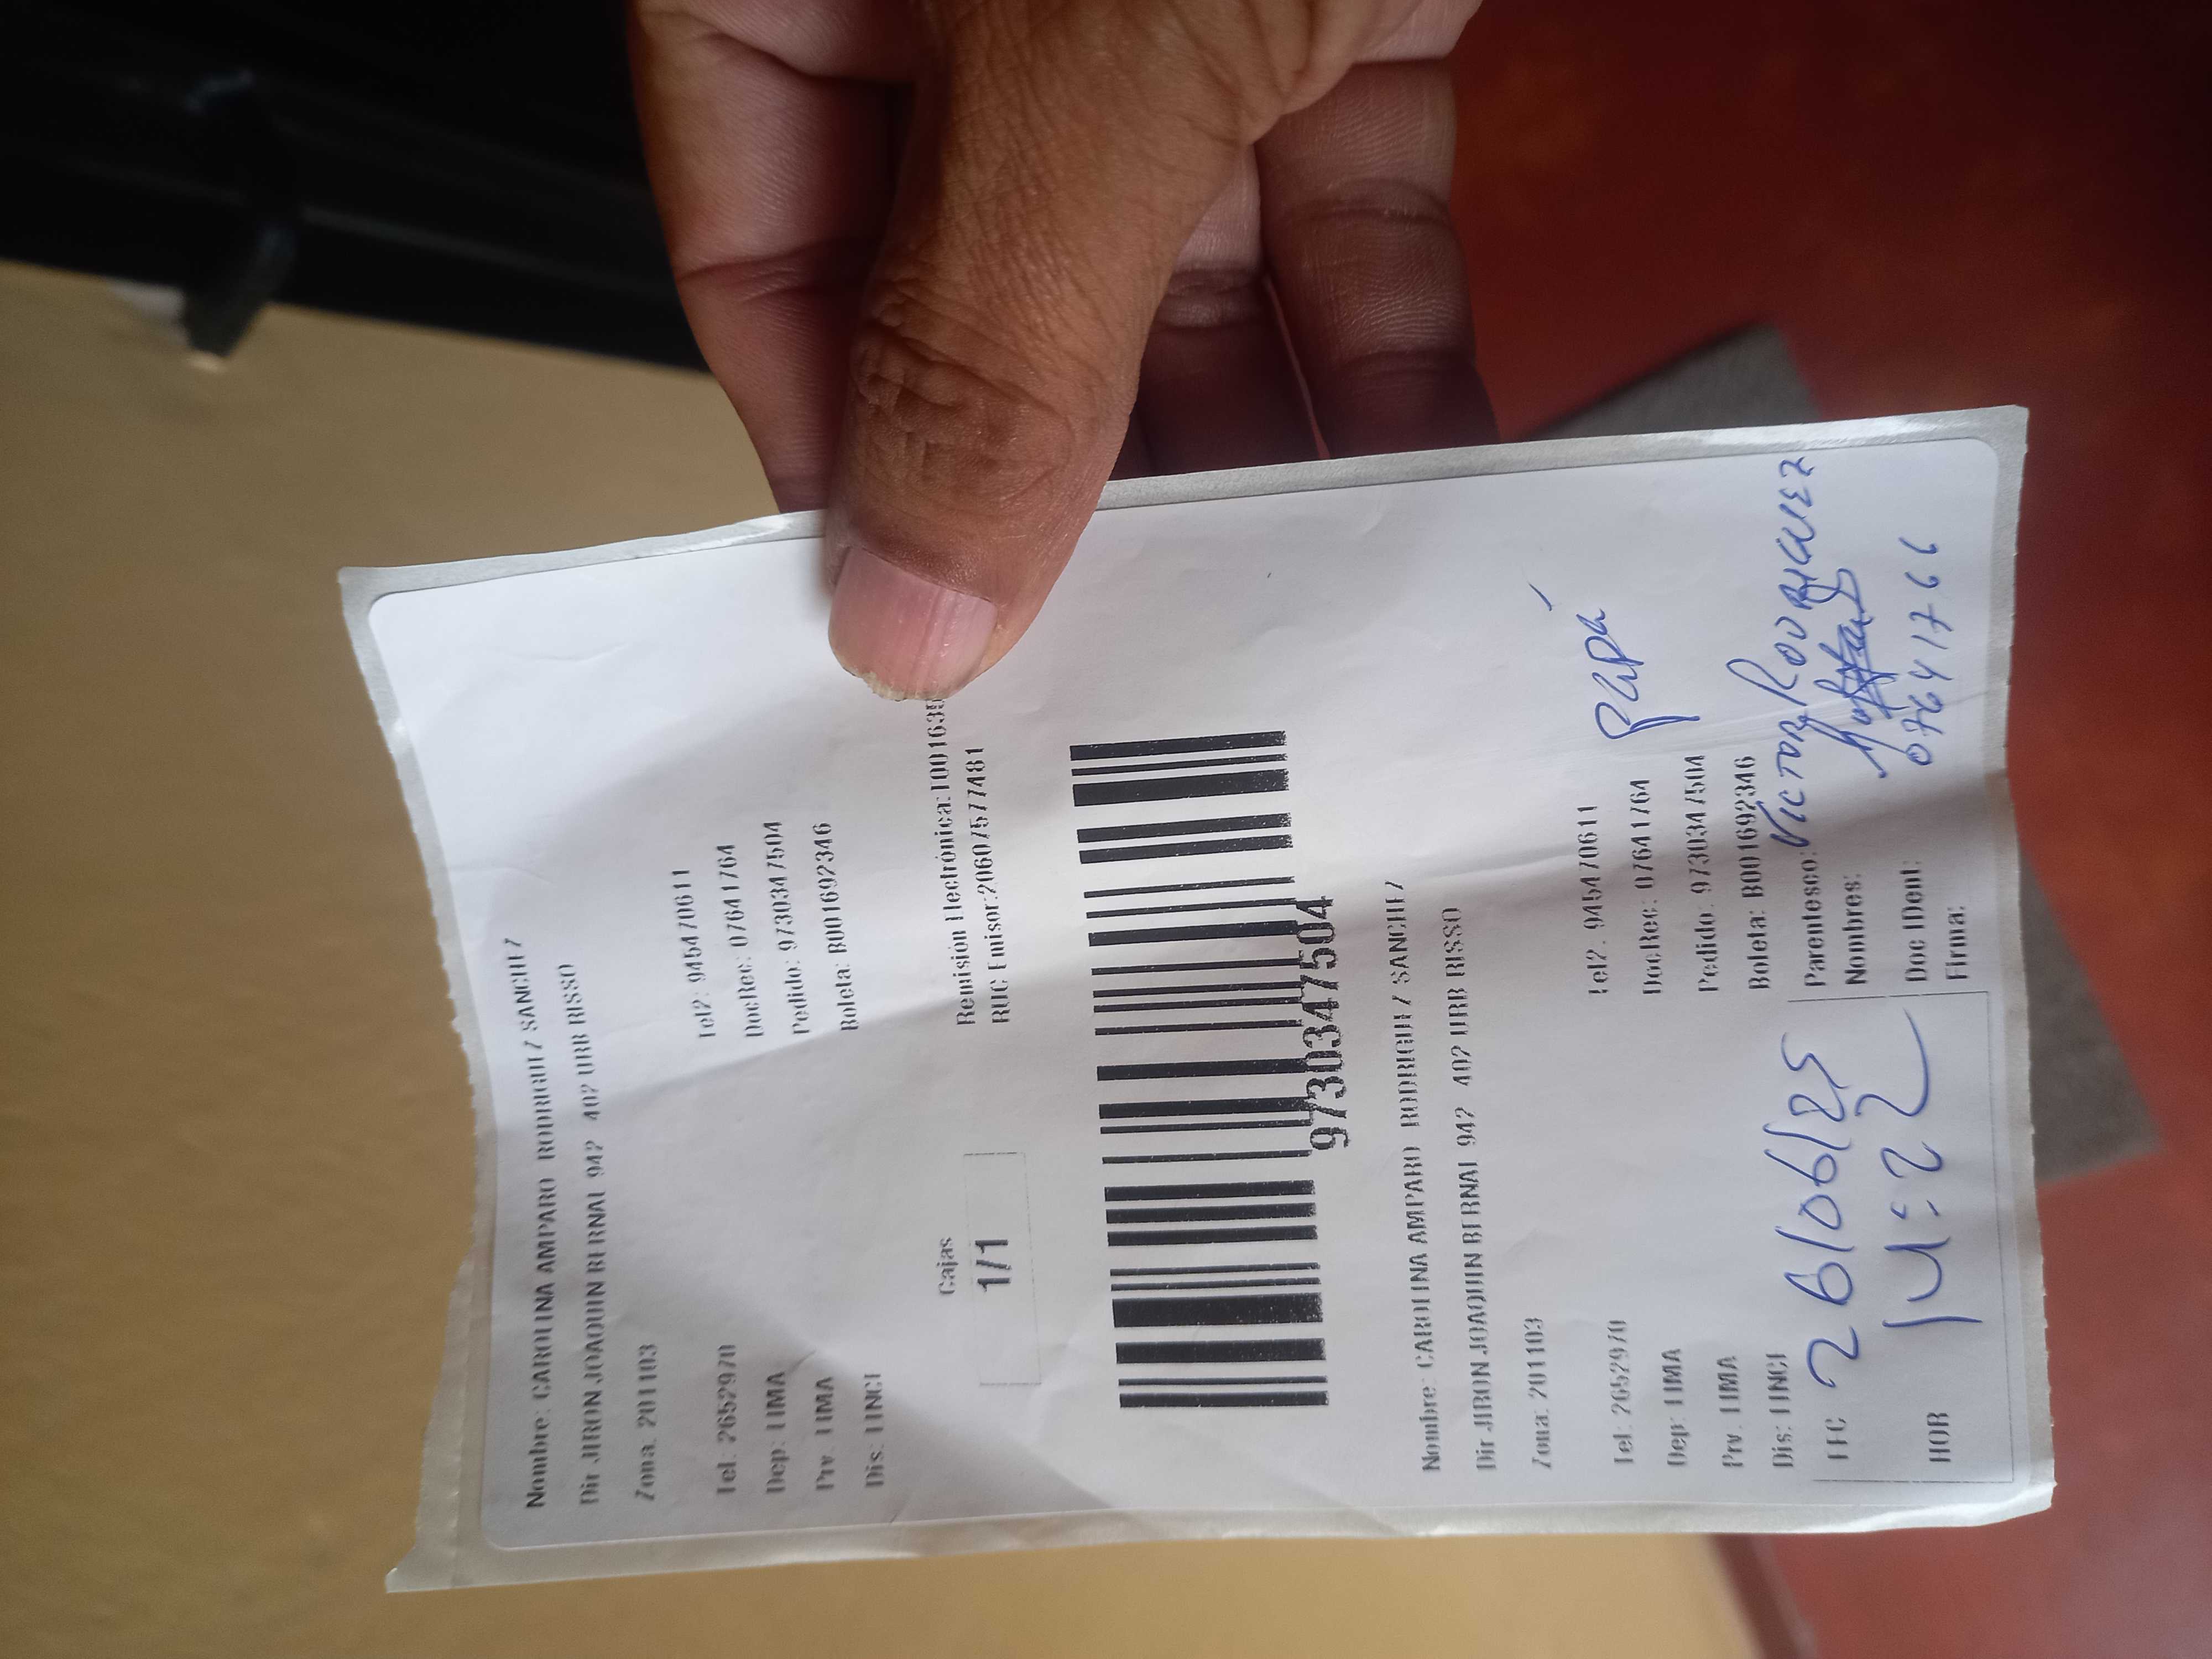 Nombre: CAROLINA AMPARO RODRIGUEZ SANCHEZ
Dir JIRON JOAQUIN BERNAL 942 402 URB RISSO
Zona: 201103
Tel: 2652970 Tel2: 945470611
Dep: LIMA DocRec: 07641764
Prv: LIMA Pedido: 9730347504
Dis: LINCE Boleta: B001692346
Cajas
1/1
Remisión Electrónica:
RUC Emisor:20607577481
9730347504
Nombre: CAROLINA AMPARO RODRIGUEZ SANCHEZ
Dir JIRON JOAQUIN BERNAL 942 402 URB RISSO
Zona: 201103
Tel: 2652970 Tel2: 945470611
Dep: LIMA DocRec: 07641764
Prv: LIMA Pedido: 9730347504
Dis: LINCE Boleta: B001692346
papá
FEC 26/06/25
HOR 14:22
Parentesco:
Nombres: VICTOR RODRIGUEZ
Doc IDent: 07641766
Firma: